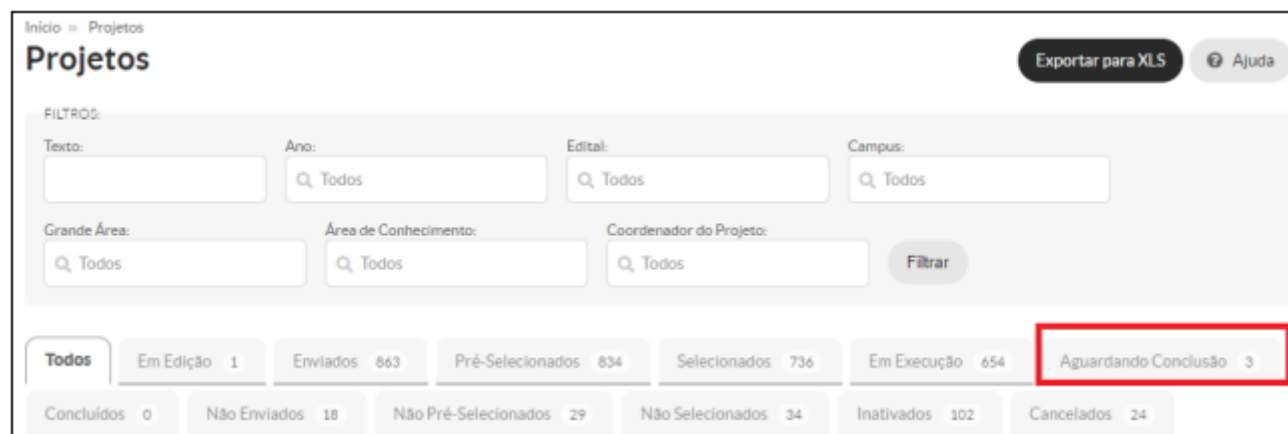 Início » Projetos
Projetos
Exportar para XLS
Ajuda
FILTROS:
Texto: Ano: Edital: Campus:
Todos Todos Todos
Grande Área: Área de Conhecimento: Coordenador do Projeto:
Todos Todos Todos Filtrar
Todos Em Edição 1 Enviados 863 Pré-Selecionados 834 Selecionados 736 Em Execução 654 Aguardando Conclusão 3
Concluídos 0 Não Enviados 18 Não Pré-Selecionados 29 Não Selecionados 34 Inativados 102 Cancelados 24